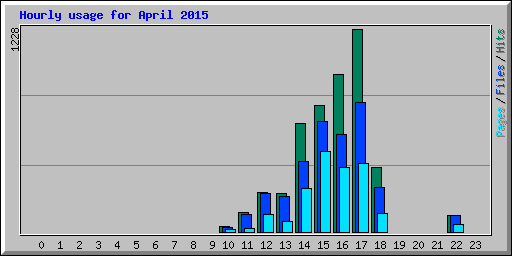 Hourly usage for April 2015
1228
Pages/Files/Hits
0 1 2 3 4 5 6 7 8 9 10 11 12 13 14 15 16 17 18 19 20 21 22 23